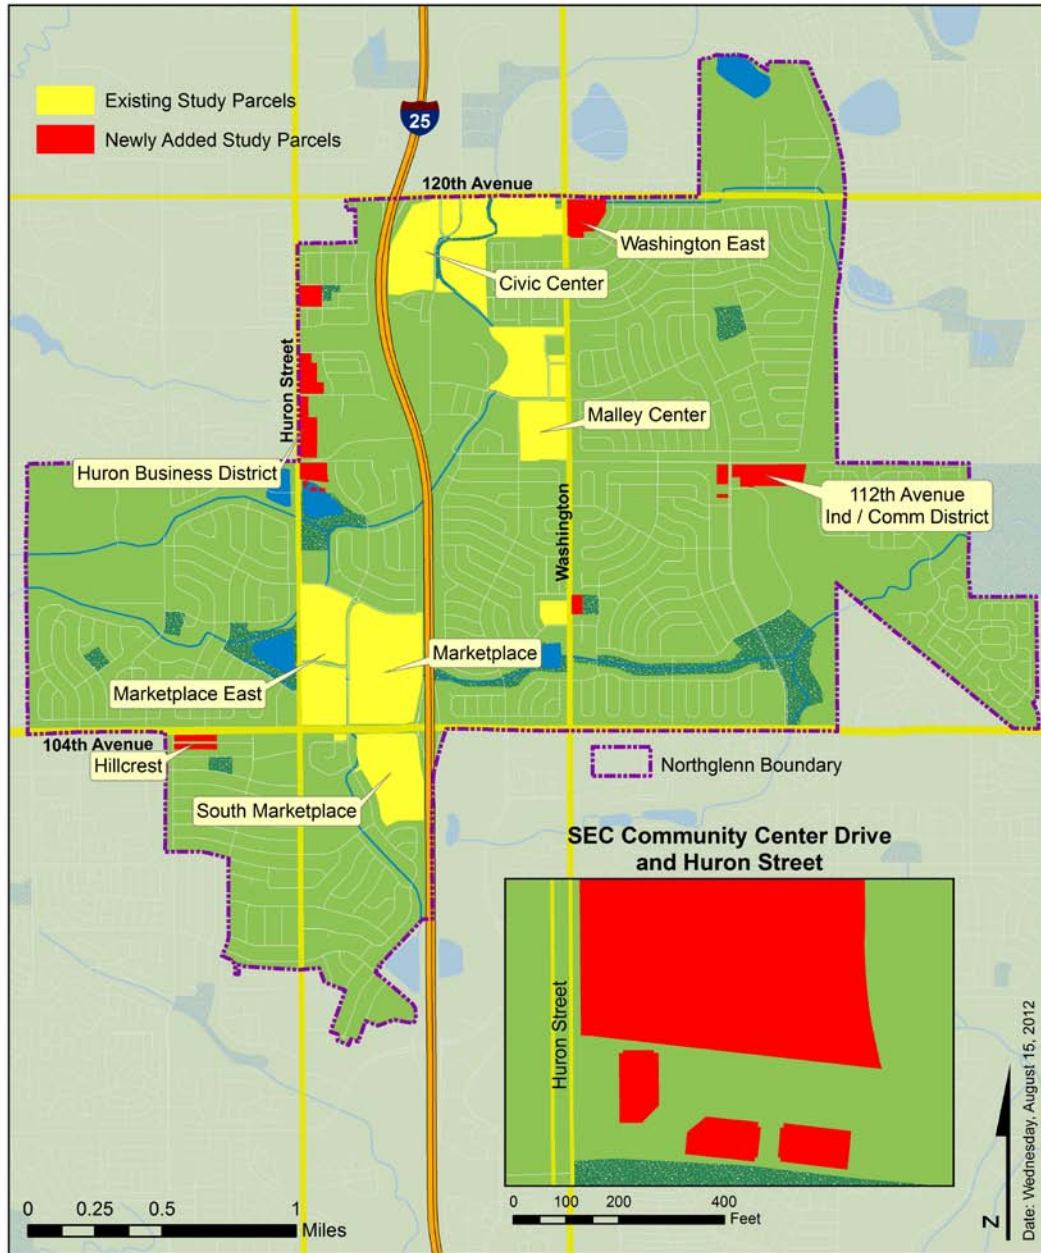 Existing Study Parcels
Newly Added Study Parcels
25
120th Avenue
Washington East
Civic Center
Huron Street
Malley Center
Huron Business District
112th Avenue
Ind / Comm District
Washington
Marketplace
Marketplace East
104th Avenue
Hillcrest
Northglenn Boundary
South Marketplace
SEC Community Center Drive
and Huron Street
Huron Street
0 0.25 0.5 1
Miles
0 100 200 400
Feet
N
Date: Wednesday, August 15, 2012